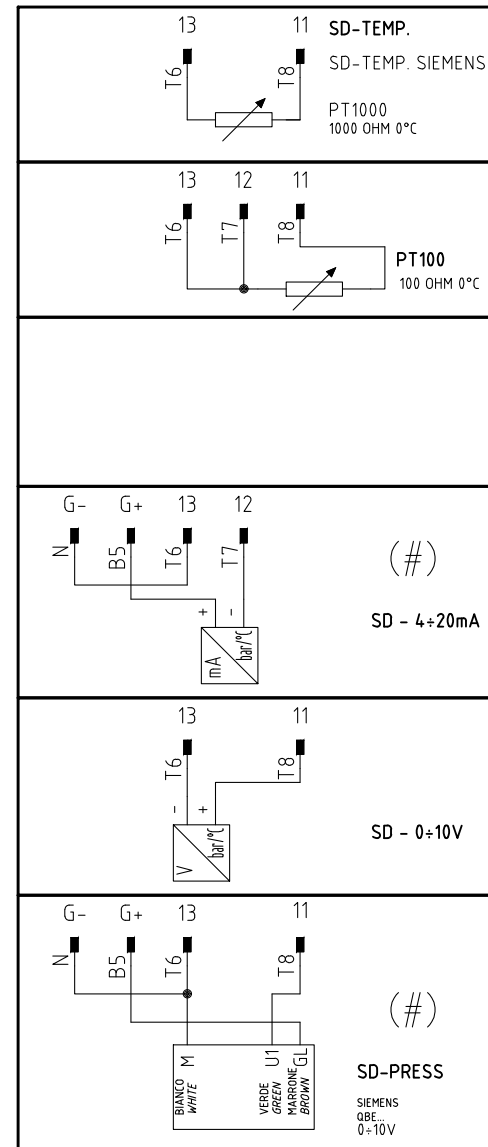 13 11 SD-TEMP.
T6 T8 SD-TEMP. SIEMENS
PT1000
1000 OHM 0°C
13 12 11
T6 T7 T8
PT100
100 OHM 0°C
G- G+ 13 12
N B5 T6 T7
(#)
+ -
mA bar/°C
SD - 4÷20mA
13 11
T6 T8
- +
V bar/°C
SD - 0÷10V
G- G+ 13 11
N B5 T6 T8
(#)
M U1 GL
BIANCO
WHITE
VERDE
GREEN
MARRONE
BROWN
SD-PRESS
SIEMENS
QBE...
0÷10V